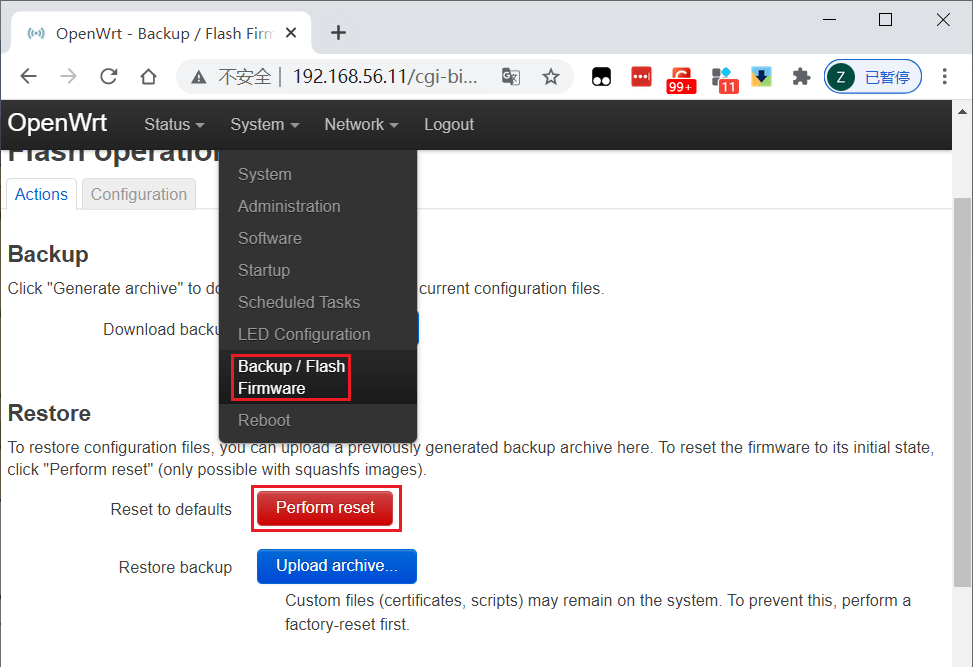 OpenWrt - Backup / Flash Firm
不安全 | 192.168.56.11/cgi-bi...
99+
11
Z
已暂停
OpenWrt
Status
System
Network
Logout
Flash operation
Actions
Configuration
System
Administration
Software
Startup
Scheduled Tasks
LED Configuration
Backup / Flash
Firmware
Reboot
Backup
Click "Generate archive" to do current configuration files.
Download backu
Restore
To restore configuration files, you can upload a previously generated backup archive here. To reset the firmware to its initial state,
click "Perform reset" (only possible with squashfs images).
Reset to defaults
Perform reset
Restore backup
Upload archive...
Custom files (certificates, scripts) may remain on the system. To prevent this, perform a
factory-reset first.